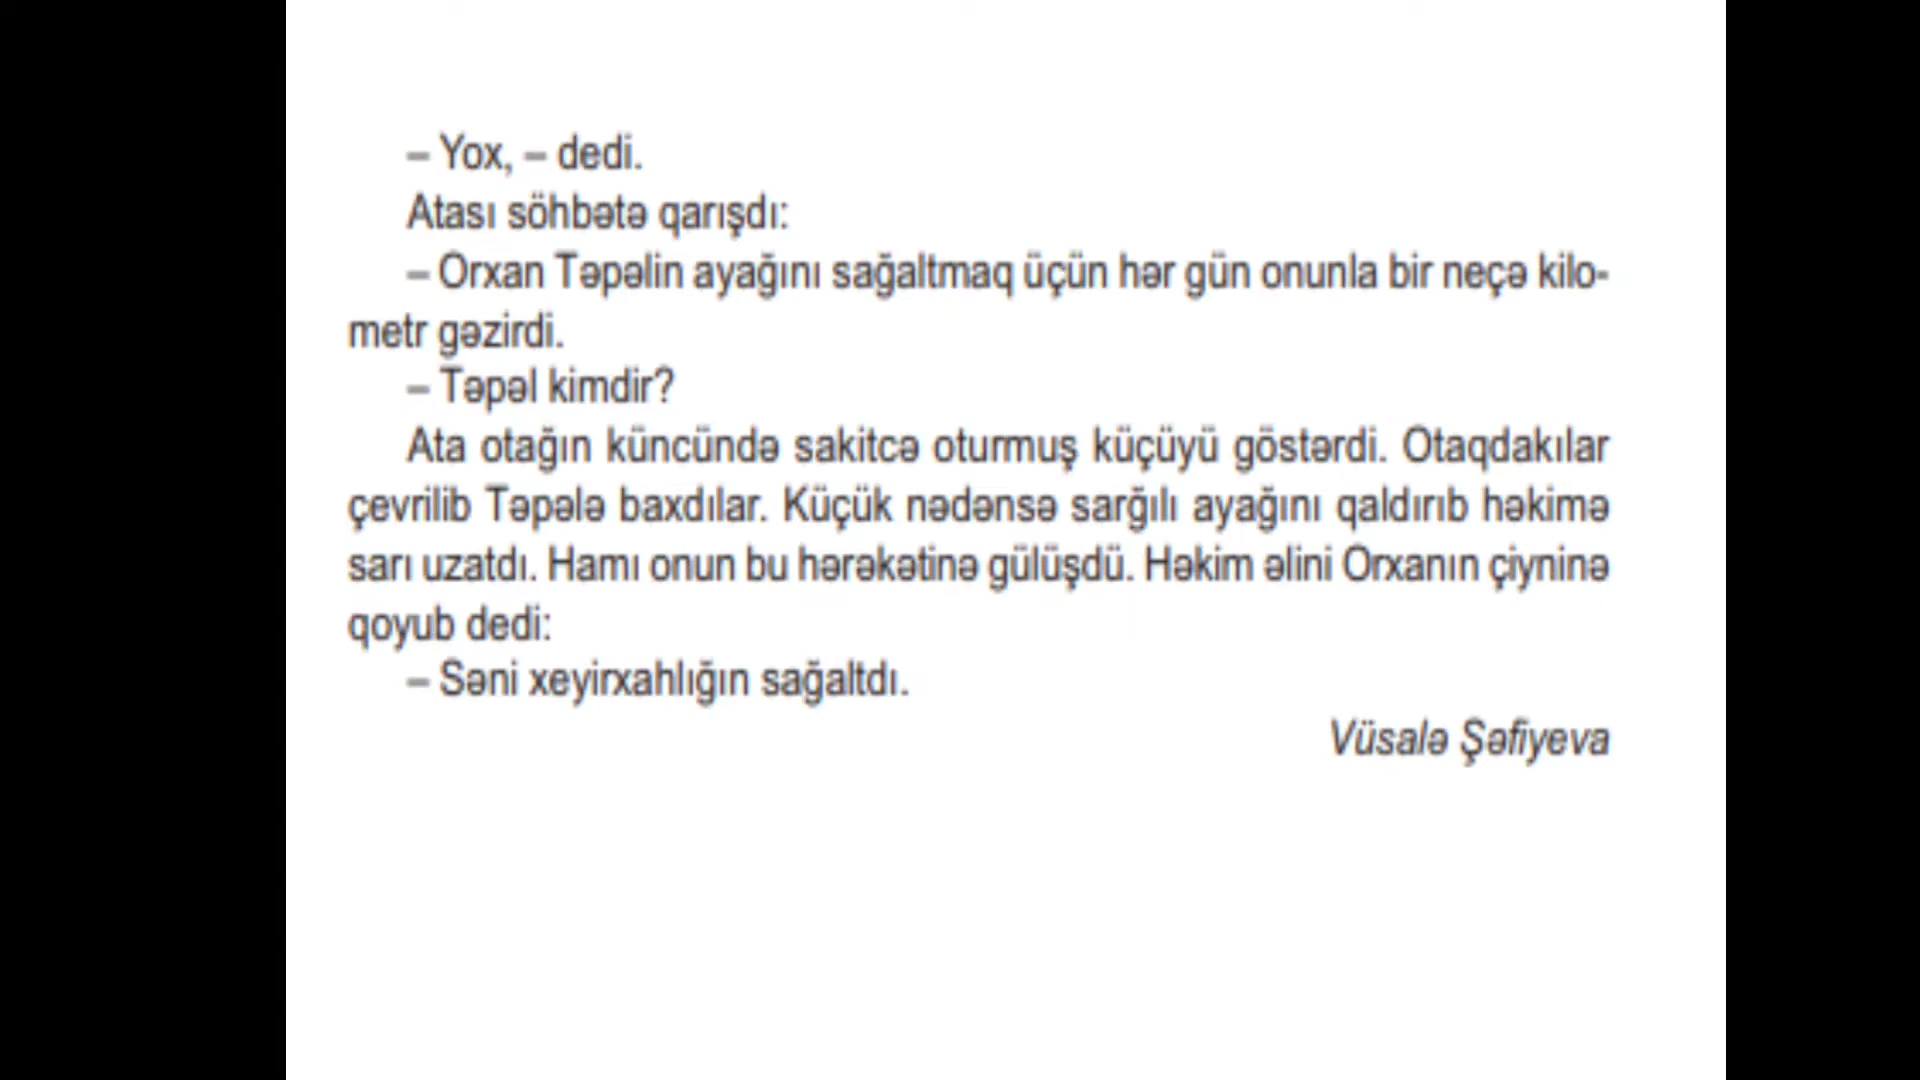 – Yox, – dedi.
Atası söhbətə qarışdı:
– Orxan Təpəlin ayağını sağaltmaq üçün hər gün onunla bir neçə kilo-
metr gəzirdi.
– Təpəl kimdir?
Ata otağın küncündə sakitcə oturmuş küçüyü göstərdi. Otaqdakılar
çevrilib Təpələ baxdılar. Küçük nədənsə sarğılı ayağını qaldırıb həkimə
sarı uzatdı. Hamı onun bu hərəkətinə gülüşdü. Həkim əlini Orxanın çiyninə
qoyub dedi:
– Səni xeyirxahlığın sağaltdı.
Vüsalə Şəfiyeva